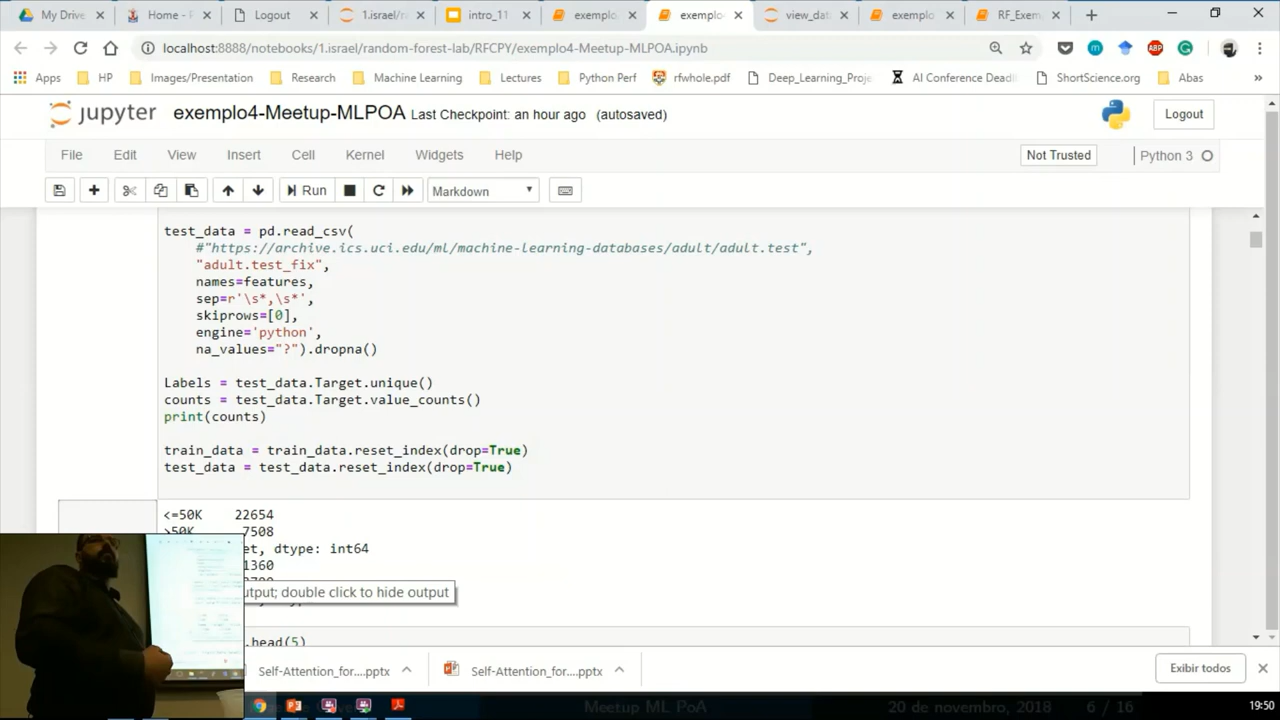 My Drive
Home - P
Logout
1.israel/ra
intro_11
exemplo
exemplo
view_dat
exemplo
RF_Exem
localhost:8888/notebooks/1.israel/random-forest-lab/RFCPY/exemplo4-Meetup-MLPOA.ipynb
Apps
HP
Images/Presentation
Research
Machine Learning
Lectures
Python Perf
rfwhole.pdf
Deep_Learning_Proje
AI Conference Deadli
ShortScience.org
Abas
»
jupyter
exemplo4-Meetup-MLPOA Last Checkpoint: an hour ago (autosaved)
Logout
File Edit View Insert Cell Kernel Widgets Help
Not Trusted
Python 3
Run
Markdown
test_data = pd.read_csv(
#"https://archive.ics.uci.edu/ml/machine-learning-databases/adult/adult.test",
"adult.test_fix",
names=features,
sep=r'\s*,\s*',
skiprows=[0],
engine='python',
na_values="?").dropna()
Labels = test_data.Target.unique()
counts = test_data.Target.value_counts()
print(counts)
train_data = train_data.reset_index(drop=True)
test_data = test_data.reset_index(drop=True)
<=50K 22654
>50K 7508
et, dtype: int64
1360
utput; double click to hide output
.head(5)
Self-Attention_for....pptx
Self-Attention_for....pptx
Exibir todos
Meetup ML PoA
20 de novembro, 2018
6 / 16
19:50